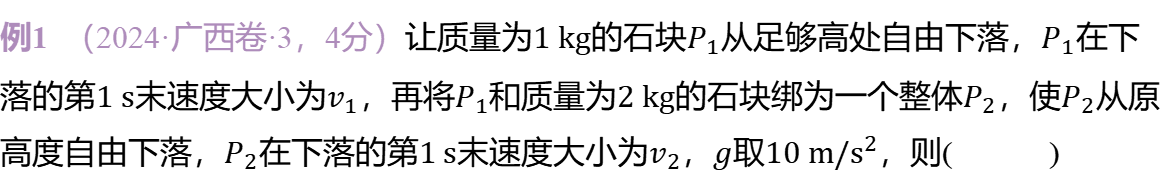 例1 （2024·广西卷·3，4分）让质量为1 kg的石块P₁从足够高处自由下落，P₁在下
落的第1 s末速度大小为v₁，再将P₁和质量为2 kg的石块绑为一个整体P₂，使P₂从原
高度自由下落，P₂在下落的第1 s末速度大小为v₂，g取10 m/s²，则( )